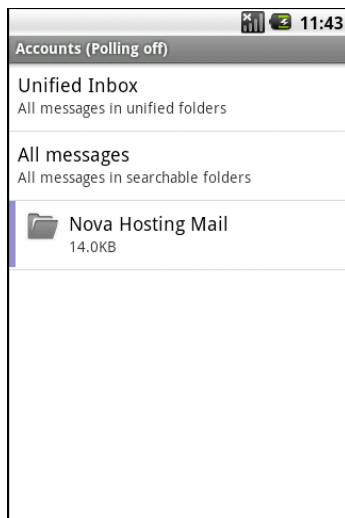 11:43
Accounts (Polling off)
Unified Inbox
All messages in unified folders
All messages
All messages in searchable folders
Nova Hosting Mail
14.0KB